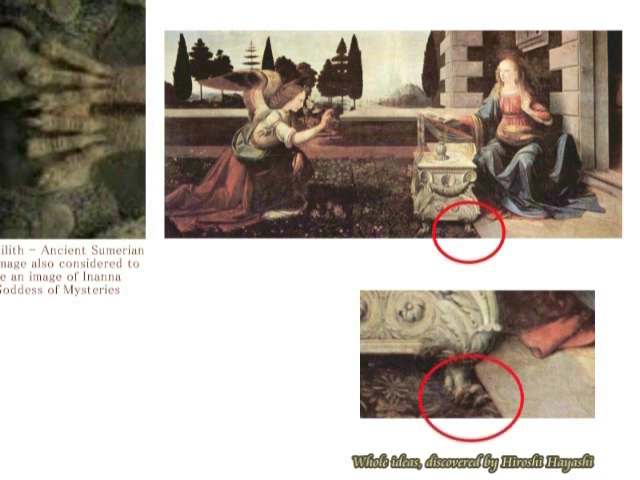 ilith – Ancient Sumerian
mage also considered to
e an image of Inanna
Goddess of Mysteries
Whole ideas, discovered by Hiroshi Hayashi